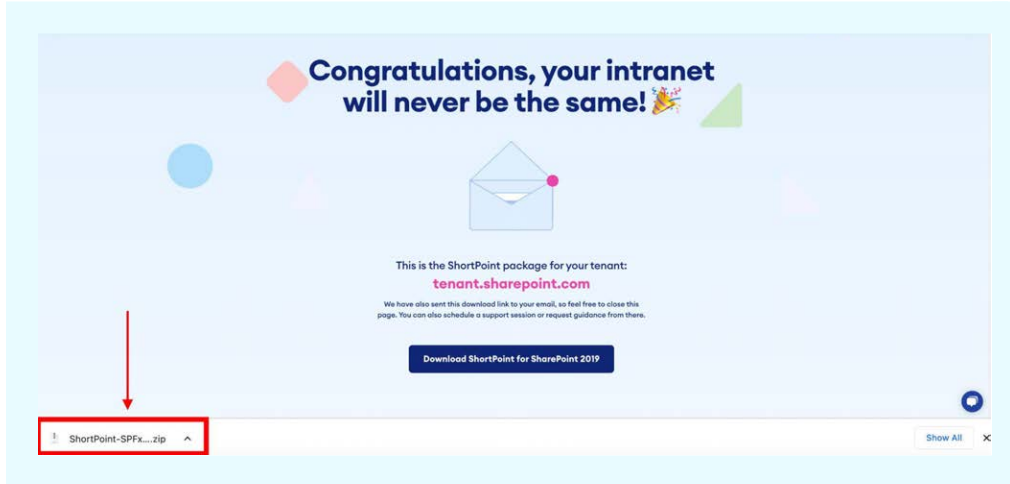 Congratulations, your intranet
will never be the same!🎉
This is the ShortPoint package for your tenant:
tenant.sharepoint.com
We have also sent this download link to your email, so feel free to close this
page. You can also schedule a support session or request guidance from there.
Download ShortPoint for SharePoint 2019
ShortPoint-SPFx....zip
Show All